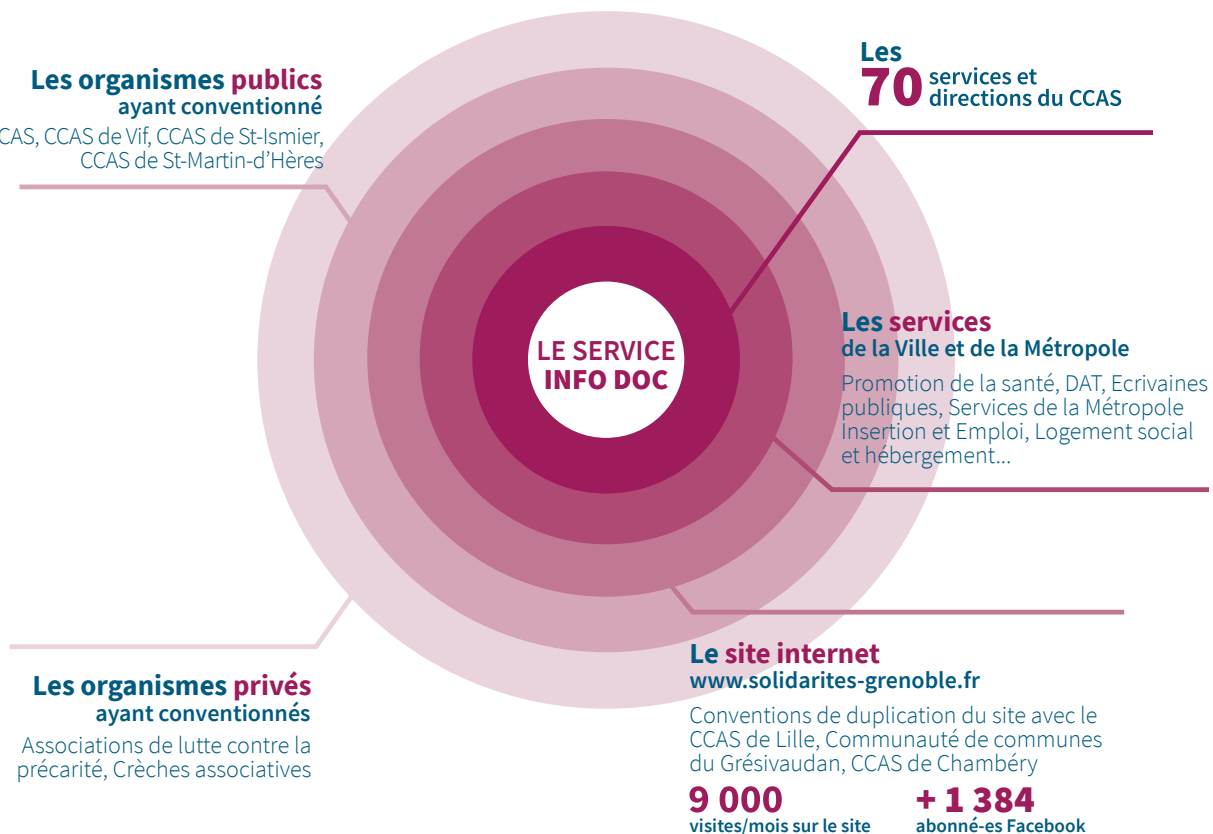 Les organismes publics
ayant conventionné
CAS, CCAS de Vif, CCAS de St-Ismier,
CCAS de St-Martin-d'Hères
Les
70 services et
directions du CCAS
LE SERVICE
INFO DOC
Les services
de la Ville et de la Métropole
Promotion de la santé, DAT, Ecrivaines
publiques, Services de la Métropole
Insertion et Emploi, Logement social
et hébergement...
Les organismes privés
ayant conventionnés
Associations de lutte contre la
précarité, Crèches associatives
Le site internet
www.solidarites-grenoble.fr
Conventions de duplication du site avec le
CCAS de Lille, Communauté de communes
du Grésivaudan, CCAS de Chambéry
9 000
visites/mois sur le site
+ 1 384
abonné-es Facebook